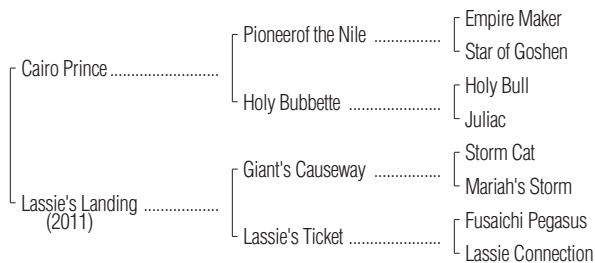 Empire Maker
Pioneerof the Nile ..................
Star of Goshen
Cairo Prince ........................
Holy Bull
Holy Bubbette .....................
Juliac
Storm Cat
Giant's Causeway ...............
Mariah's Storm
Lassie's Landing .................
(2011)
Fusaichi Pegasus
Lassie's Ticket .....................
Lassie Connection